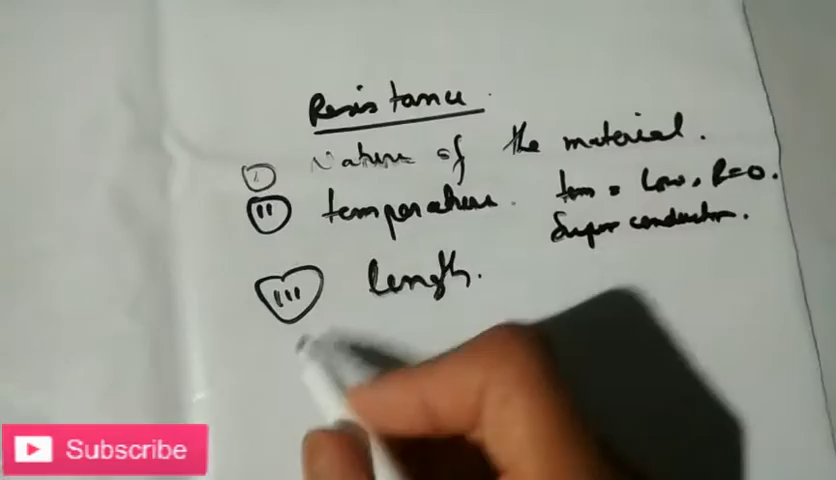 Resistance
(i) Nature of the material.
(ii) temperature. tem = Low, R=0.
Super conductor.
(iii) length.
Subscribe